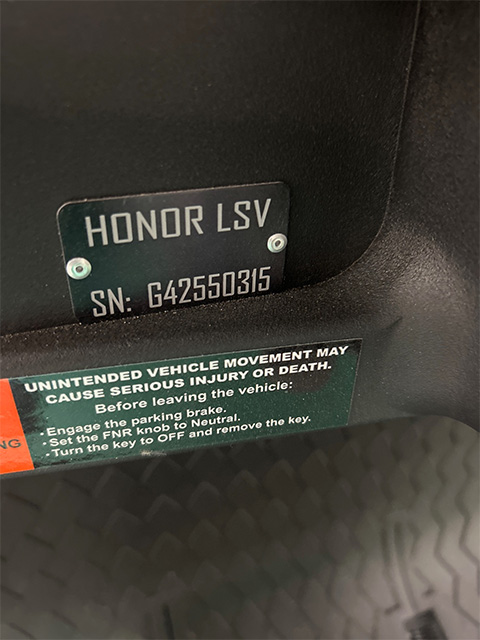 HONOR LSV
SN: G42550315
UNINTENDED VEHICLE MOVEMENT MAY
CAUSE SERIOUS INJURY OR DEATH.
Before leaving the vehicle:
• Engage the parking brake.
• Set the FNR knob to Neutral.
• Turn the key to OFF and remove the key.
NG